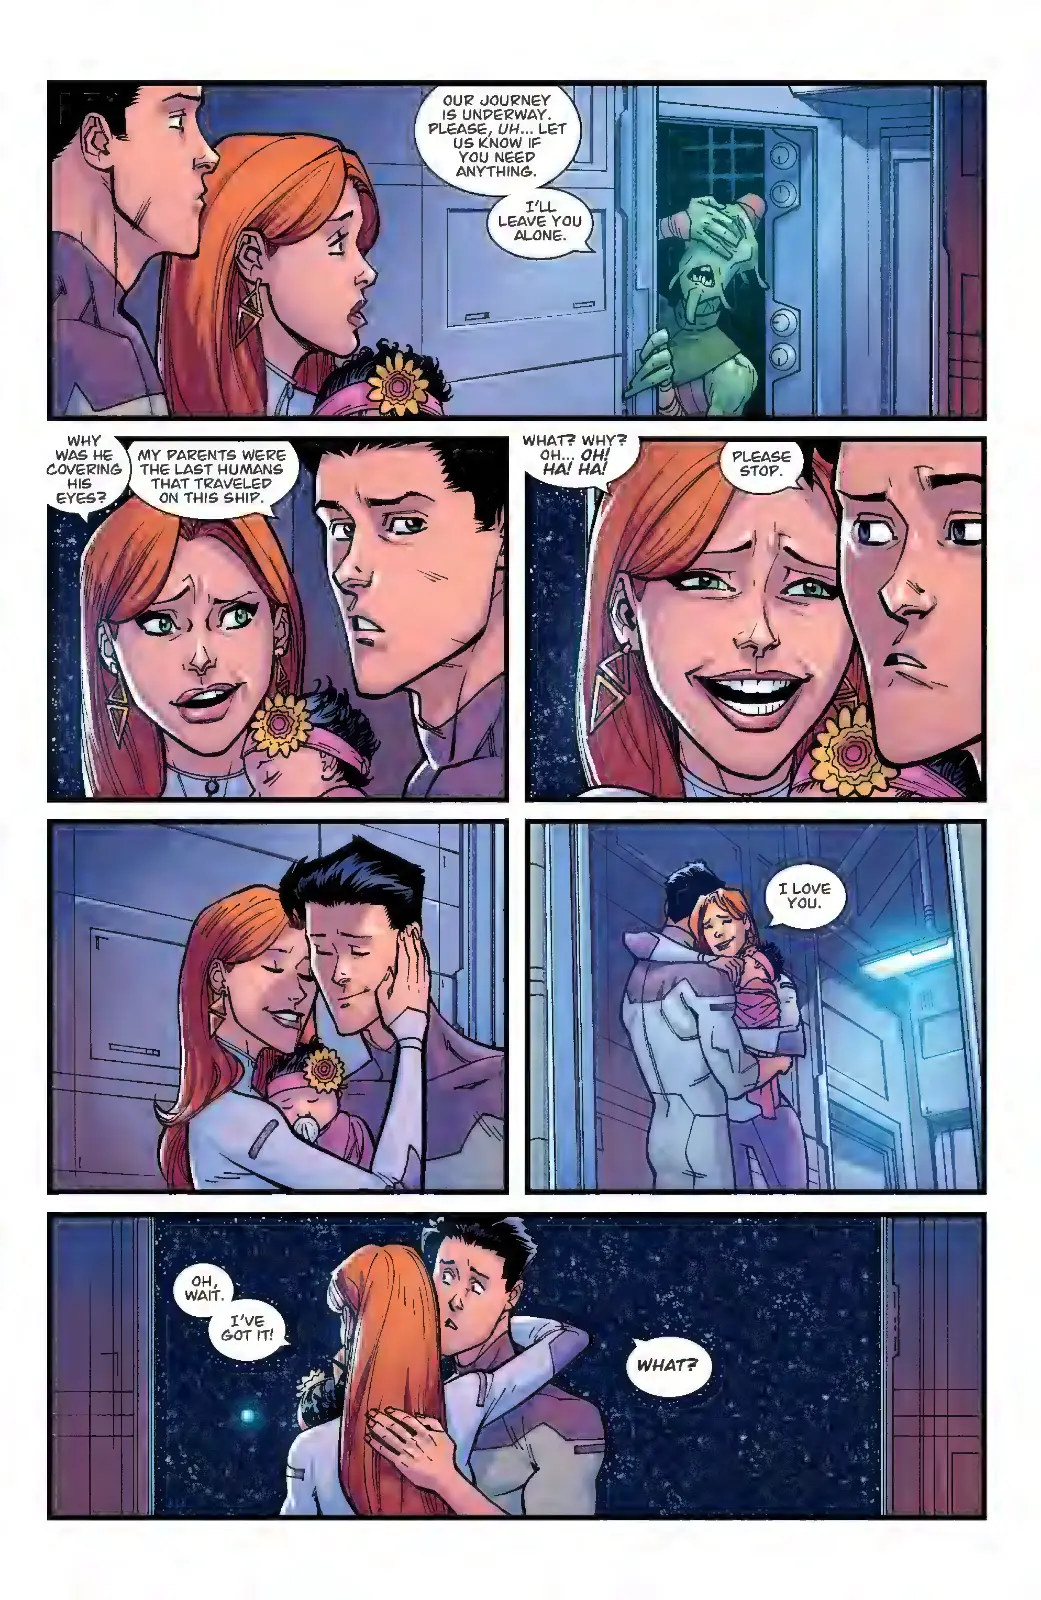 OUR JOURNEY
IS UNDERWAY.
PLEASE, UH... LET
US KNOW IF
YOU NEED
ANYTHING.
I'LL
LEAVE YOU
ALONE.
WHY
WAS HE
COVERING
HIS
EYES?
MY PARENTS WERE
THE LAST HUMANS
THAT TRAVELED
ON THIS SHIP.
WHAT? WHY?
OH... OH!
HA! HA!
PLEASE
STOP.
I LOVE
YOU.
OH,
WAIT.
I'VE
GOT IT!
WHAT?